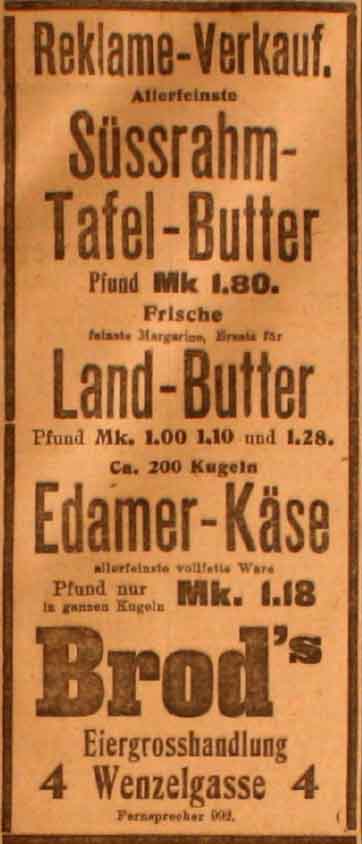 Reklame-Verkauf.
Allerfeinste
Süssrahm-
Tafel-Butter
Pfund Mk 1.80.
Frische
feinste Margarine, Ersatz für
Land-Butter
Pfund Mk. 1.00 1.10 und 1.28.
Ca. 200 Kugeln
Edamer-Käse
allerfeinste vollfette Ware
Pfund nur Mk. 1.18
in ganzen Kugeln
Brod's
Eiergrosshandlung
4 Wenzelgasse 4
Fernsprecher 992.